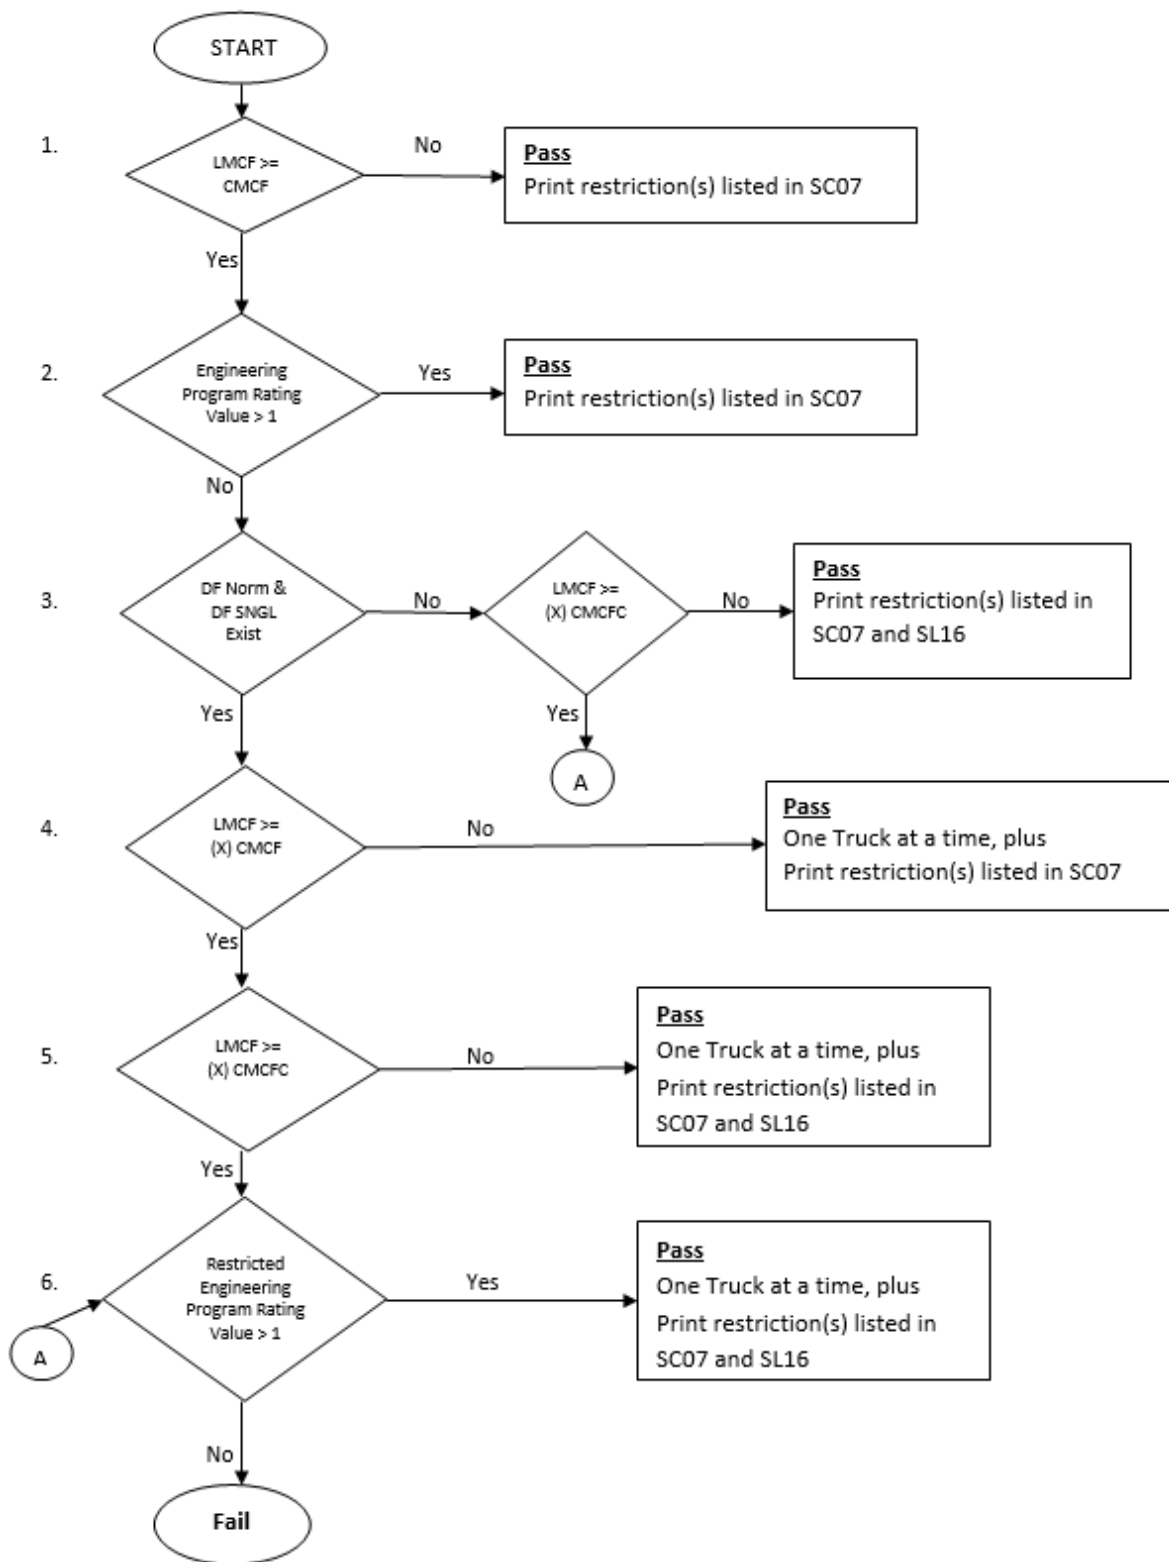 START
1.
LMCF >=
CMCF
No
Pass
Print restriction(s) listed in SC07
Yes
2.
Engineering
Program Rating
Value > 1
Yes
Pass
Print restriction(s) listed in SC07
No
3.
DF Norm &
DF SNGL
Exist
No
LMCF >=
(X) CMCFC
No
Pass
Print restriction(s) listed in
SC07 and SL16
Yes
Yes
A
4.
LMCF >=
(X) CMCF
No
Pass
One Truck at a time, plus
Print restriction(s) listed in SC07
Yes
5.
LMCF >=
(X) CMCFC
No
Pass
One Truck at a time, plus
Print restriction(s) listed in
SC07 and SL16
Yes
6.
Restricted
Engineering
Program Rating
Value > 1
Yes
Pass
One Truck at a time, plus
Print restriction(s) listed in
SC07 and SL16
A
No
Fail